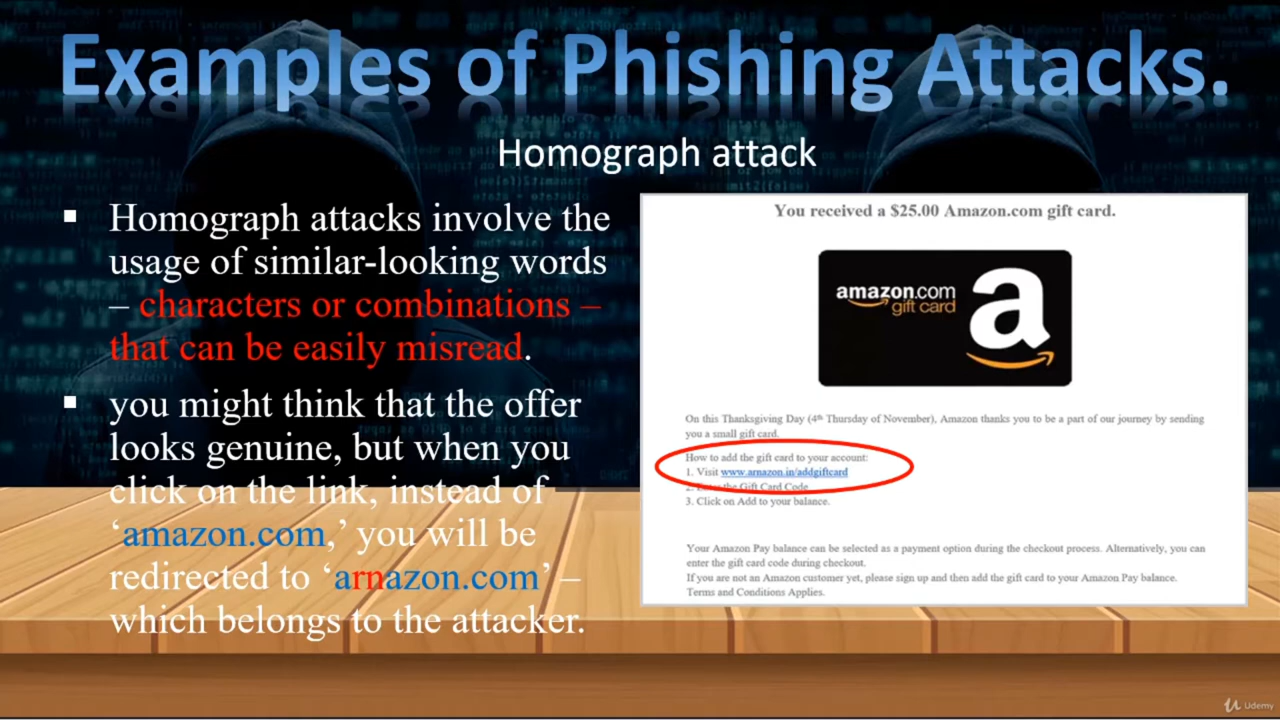 Examples of Phishing Attacks.
Homograph attack
▪ Homograph attacks involve the
usage of similar-looking words
– characters or combinations –
that can be easily misread.
▪ you might think that the offer
looks genuine, but when you
click on the link, instead of
‘amazon.com,’ you will be
redirected to ‘arnazon.com’ –
which belongs to the attacker.
You received a $25.00 Amazon.com gift card.
amazon.com
gift card
a
On this Thanksgiving Day (4th Thursday of November), Amazon thanks you to be a part of our journey by sending
you a small gift card.
How to add the gift card to your account:
1. Visit www.arnazon.in/addgiftcard
2. Enter the Gift Card Code
3. Click on Add to your balance.
Your Amazon Pay balance can be selected as a payment option during the checkout process. Alternatively, you can
enter the gift card code during checkout.
If you are not an Amazon customer yet, please sign up and then add the gift card to your Amazon Pay balance.
Terms and Conditions Applies.
Udemy